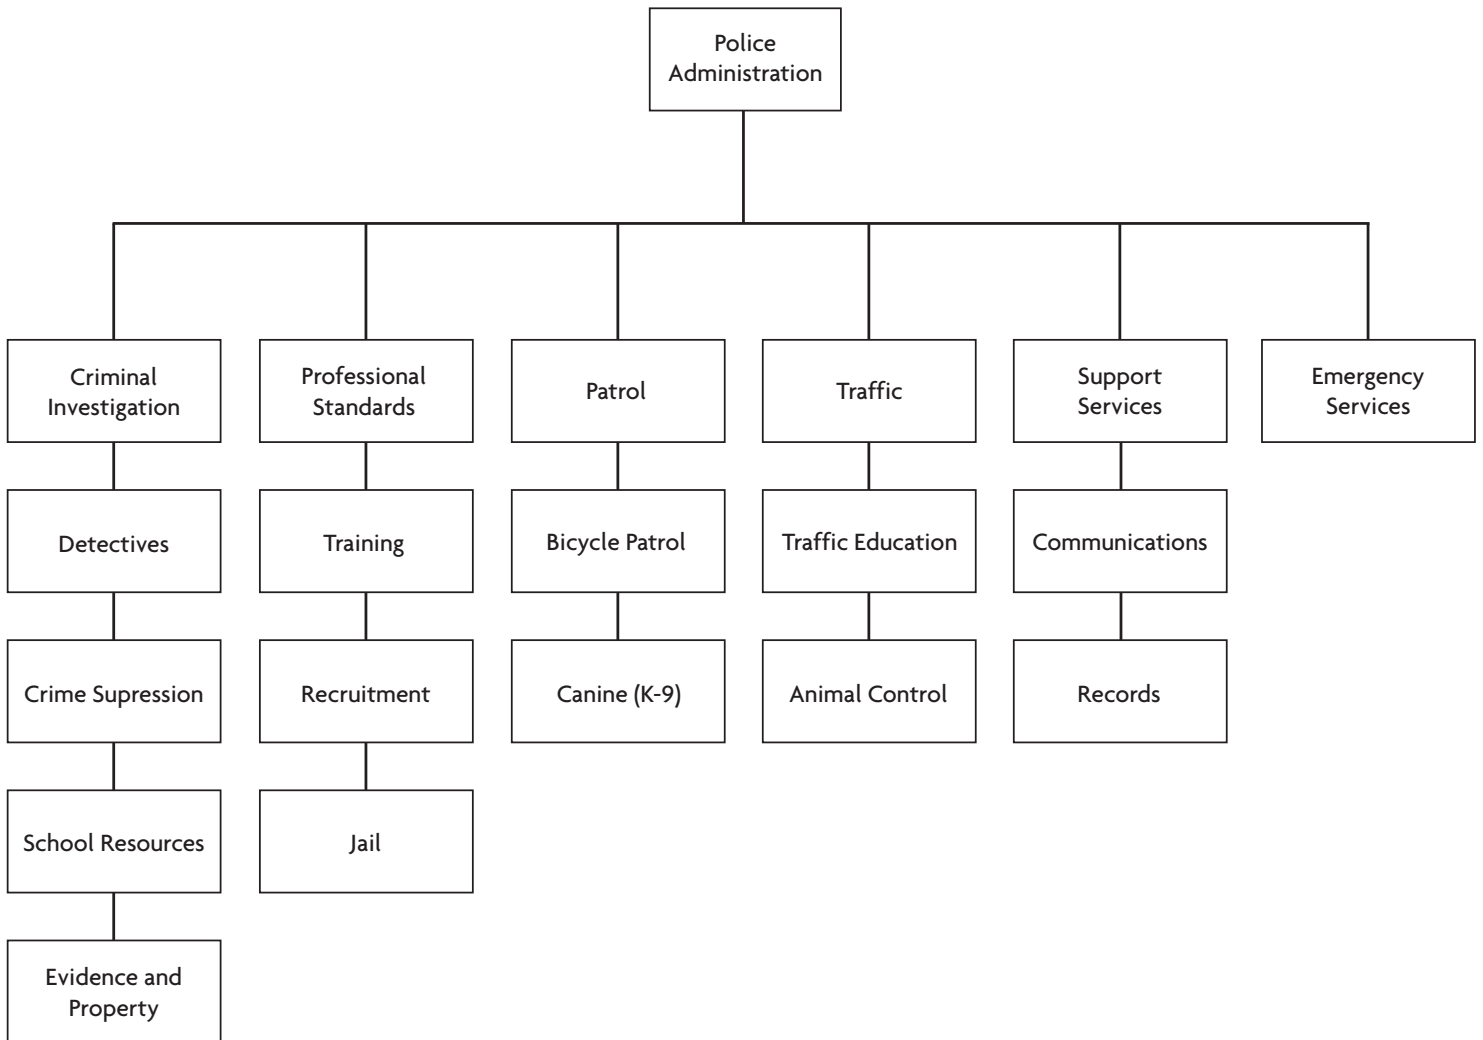 Police
Administration
Criminal
Investigation
Professional
Standards
Patrol
Traffic
Support
Services
Emergency
Services
Detectives
Training
Bicycle Patrol
Traffic Education
Communications
Crime Supression
Recruitment
Canine (K-9)
Animal Control
Records
School Resources
Jail
Evidence and
Property